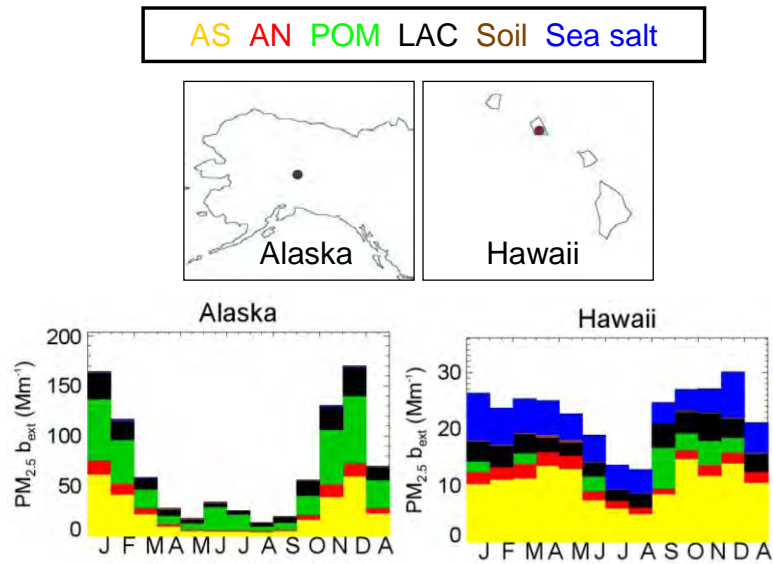 AS AN POM LAC Soil Sea salt
Alaska
Hawaii
Alaska
PM2.5 bext (Mm-1)
200
150
100
50
0
J F M A M J J A S O N D A
Hawaii
PM2.5 bext (Mm-1)
30
20
10
0
J F M A M J J A S O N D A